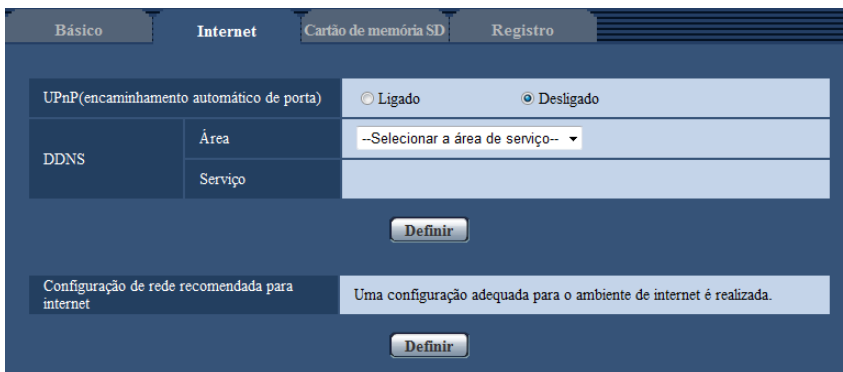 Básico Internet Cartão de memória SD Registro
UPnP(encaminhamento automático de porta) Ligado Desligado
DDNS
Área --Selecionar a área de serviço--
Serviço
Definir
Configuração de rede recomendada para
internet
Uma configuração adequada para o ambiente de internet é realizada.
Definir